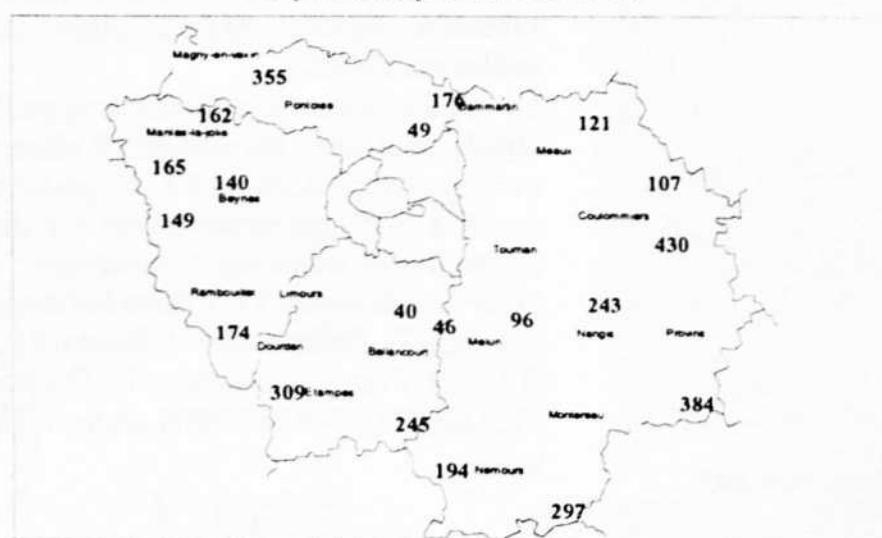 Magny-en-vexin
355
Pontoise
176
Dammartin
162
49
121
Mantes-la-jolie
Meaux
165
140
107
Beynes
149
Coulommiers
430
Tournan
Rambouillet
Limours
40
243
174
46
96
Dourdan
Ballancourt
Melun
Nangis
Provins
309
Etampes
384
245
Montereau
194
Nemours
297